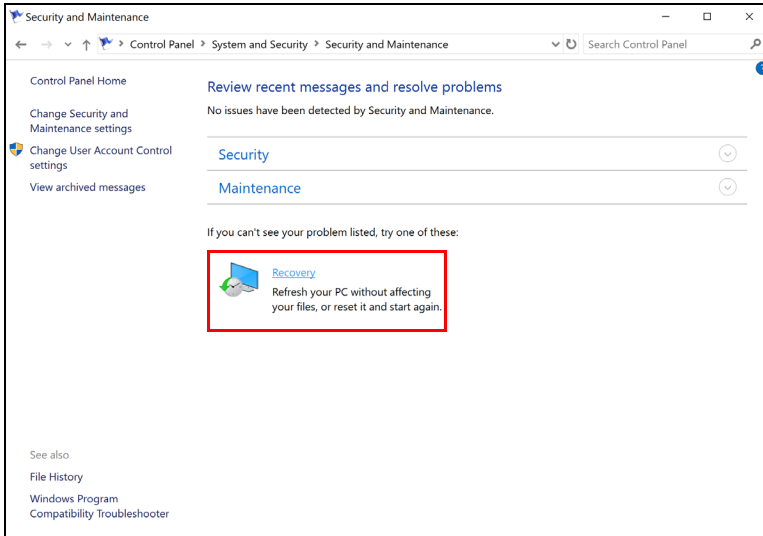 Security and Maintenance
Control Panel > System and Security > Security and Maintenance
Search Control Panel
Control Panel Home
Change Security and
Maintenance settings
Change User Account Control
settings
View archived messages
Review recent messages and resolve problems
No issues have been detected by Security and Maintenance.
Security
Maintenance
If you can't see your problem listed, try one of these:
Recovery
Refresh your PC without affecting
your files, or reset it and start again.
See also
File History
Windows Program
Compatibility Troubleshooter